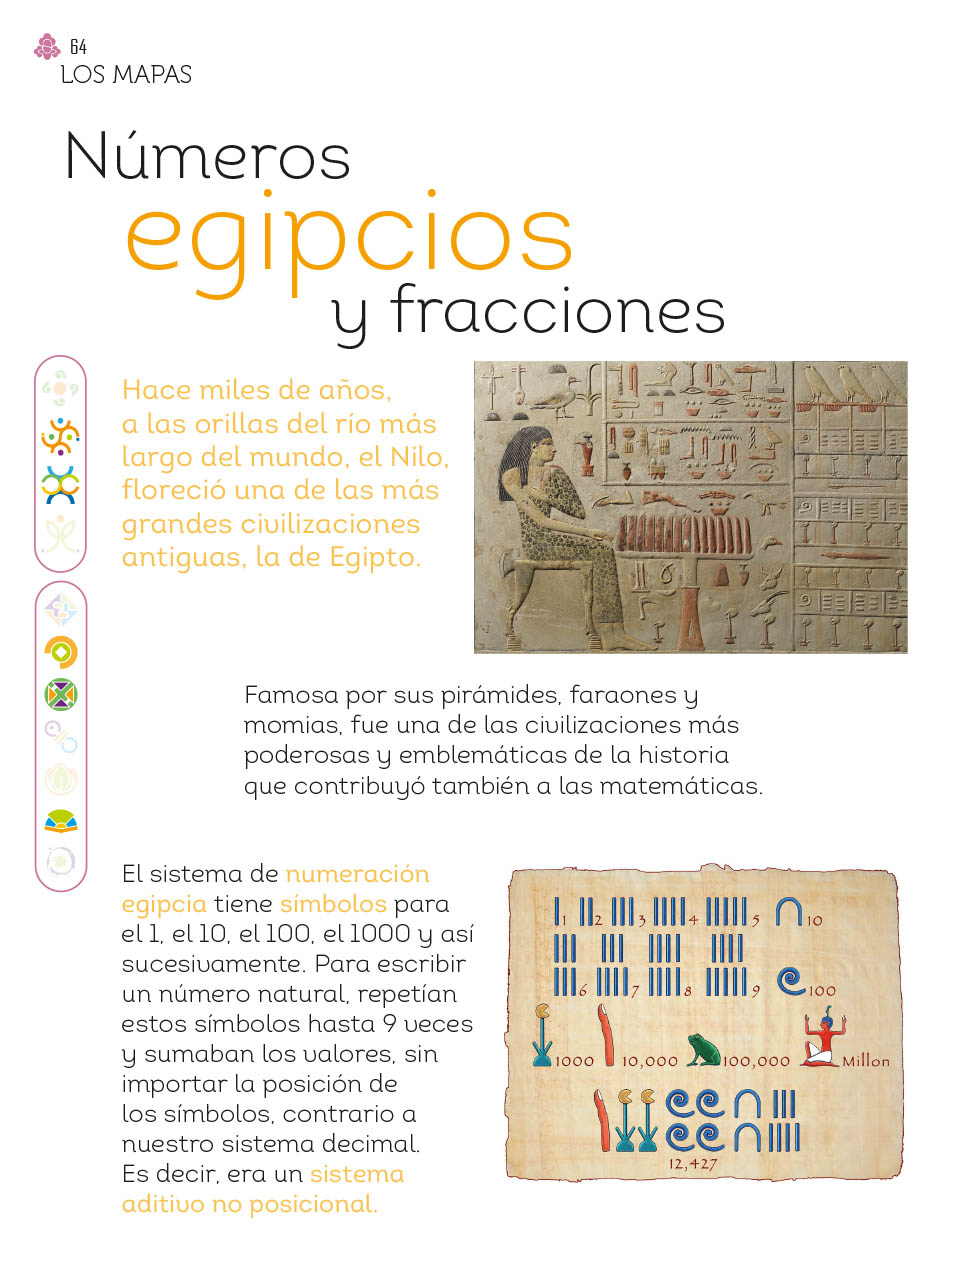 64
LOS MAPAS
Números
egipcios
y fracciones
Hace miles de años,
a las orillas del río más
largo del mundo, el Nilo,
floreció una de las más
grandes civilizaciones
antiguas, la de Egipto.
Famosa por sus pirámides, faraones y
momias, fue una de las civilizaciones más
poderosas y emblemáticas de la historia
que contribuyó también a las matemáticas.
El sistema de numeración
egipcia tiene símbolos para
el 1, el 10, el 100, el 1000 y así
sucesivamente. Para escribir
un número natural, repetían
estos símbolos hasta 9 veces
y sumaban los valores, sin
importar la posición de
los símbolos, contrario a
nuestro sistema decimal.
Es decir, era un sistema
aditivo no posicional.
1 2 3 4 5 10
6 7 8 9 100
1000 10,000 100,000 Millon
12,427